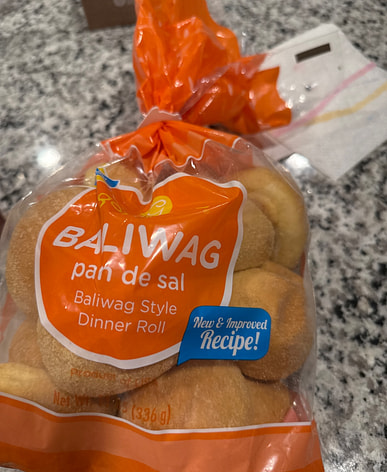 BALIWAG
pan de sal
Baliwag Style
Dinner Roll
New & Improved
Recipe!
(336 g)